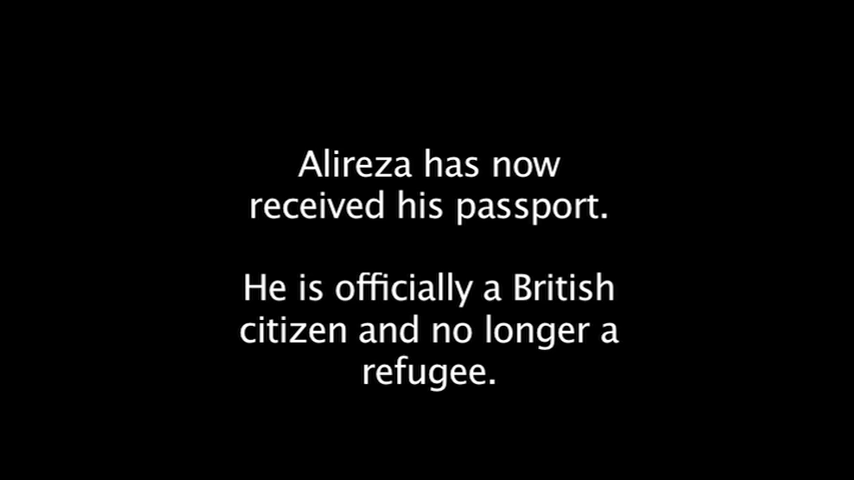 Alireza has now
received his passport.
He is officially a British
citizen and no longer a
refugee.